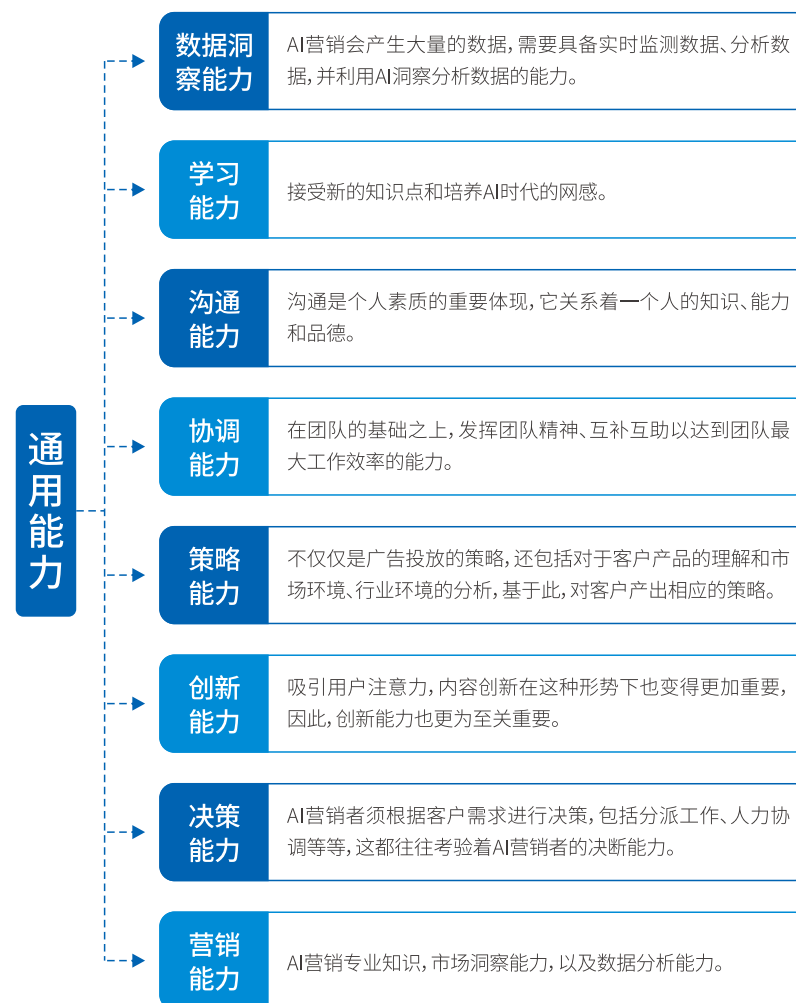 通用能力
数据洞
察能力
AI营销会产生大量的数据，需要具备实时监测数据、分析数
据，并利用AI洞察分析数据的能力。
学习
能力
接受新的知识点和培养AI时代的网感。
沟通
能力
沟通是个人素质的重要体现，它关系着一个人的知识、能力
和品德。
协调
能力
在团队的基础之上，发挥团队精神、互补互助以达到团队最
大工作效率的能力。
策略
能力
不仅仅是广告投放的策略，还包括对于客户产品的理解和市
场环境、行业环境的分析，基于此，对客户产出相应的策略。
创新
能力
吸引用户注意力，内容创新在这种形势下也变得更加重要，
因此，创新能力也更为至关重要。
决策
能力
AI营销者须根据客户需求进行决策，包括分派工作、人力协
调等等，这都往往考验着AI营销者的决断能力。
营销
能力
AI营销专业知识，市场洞察能力，以及数据分析能力。